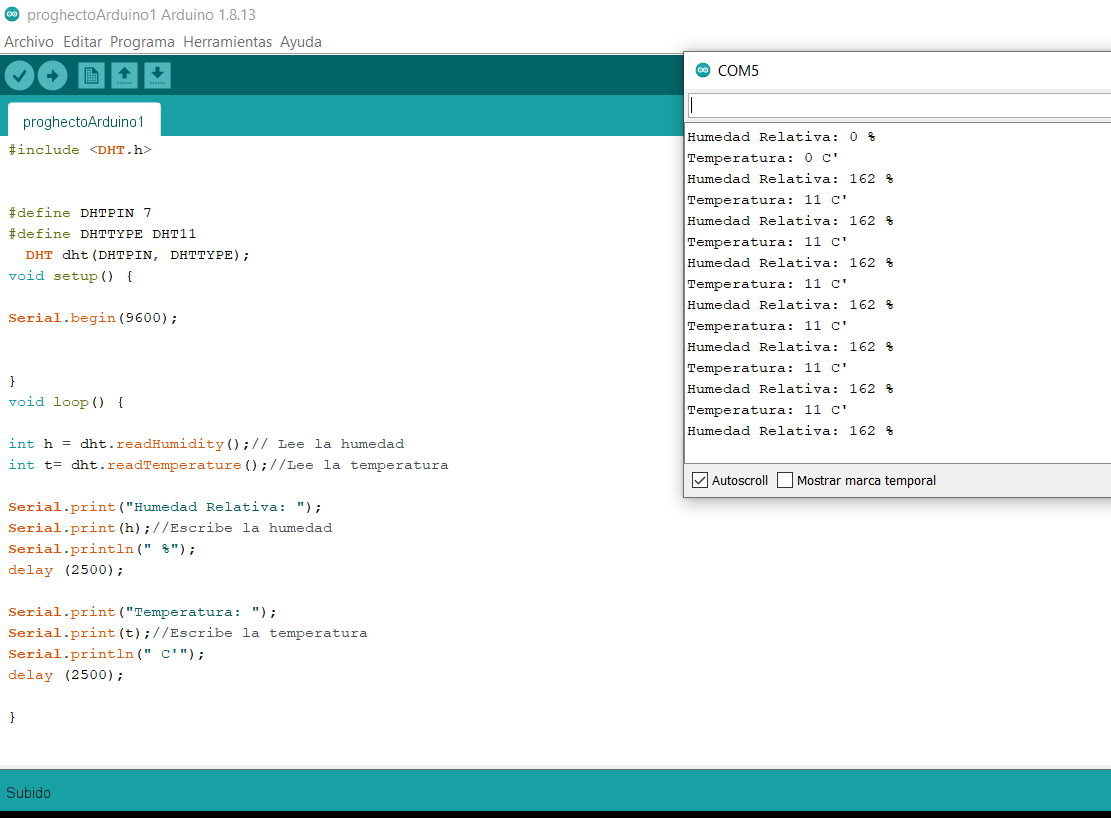 proghectoArduino1 Arduino 1.8.13
Archivo Editar Programa Herramientas Ayuda
proghectoArduino1
#include <DHT.h>
#define DHTPIN 7
#define DHTTYPE DHT11
DHT dht(DHTPIN, DHTTYPE);
void setup() {
Serial.begin(9600);
}
void loop() {
int h = dht.readHumidity();// Lee la humedad
int t= dht.readTemperature();//Lee la temperatura
Serial.print("Humedad Relativa: ");
Serial.print(h);//Escribe la humedad
Serial.println(" %");
delay (2500);
Serial.print("Temperatura: ");
Serial.print(t);//Escribe la temperatura
Serial.println(" C'");
delay (2500);
}
Subido
COM5
Humedad Relativa: 0 %
Temperatura: 0 C'
Humedad Relativa: 162 %
Temperatura: 11 C'
Humedad Relativa: 162 %
Temperatura: 11 C'
Humedad Relativa: 162 %
Temperatura: 11 C'
Humedad Relativa: 162 %
Temperatura: 11 C'
Humedad Relativa: 162 %
Temperatura: 11 C'
Humedad Relativa: 162 %
Temperatura: 11 C'
Humedad Relativa: 162 %
Autoscroll Mostrar marca temporal